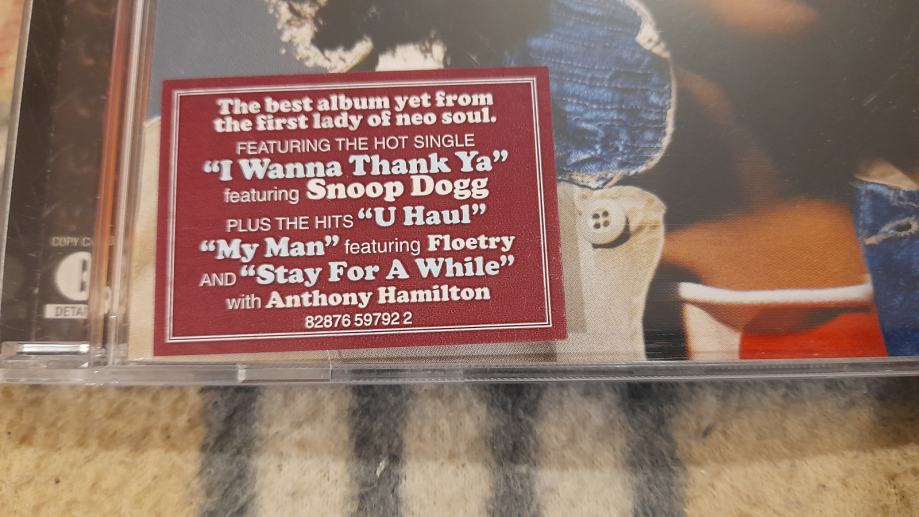 The best album yet from
the first lady of neo soul.
FEATURING THE HOT SINGLE
“I Wanna Thank Ya”
featuring Snoop Dogg
PLUS THE HITS “U Haul”
“My Man” featuring Floetry
AND “Stay For A While”
with Anthony Hamilton
82876 59792 2
COPY